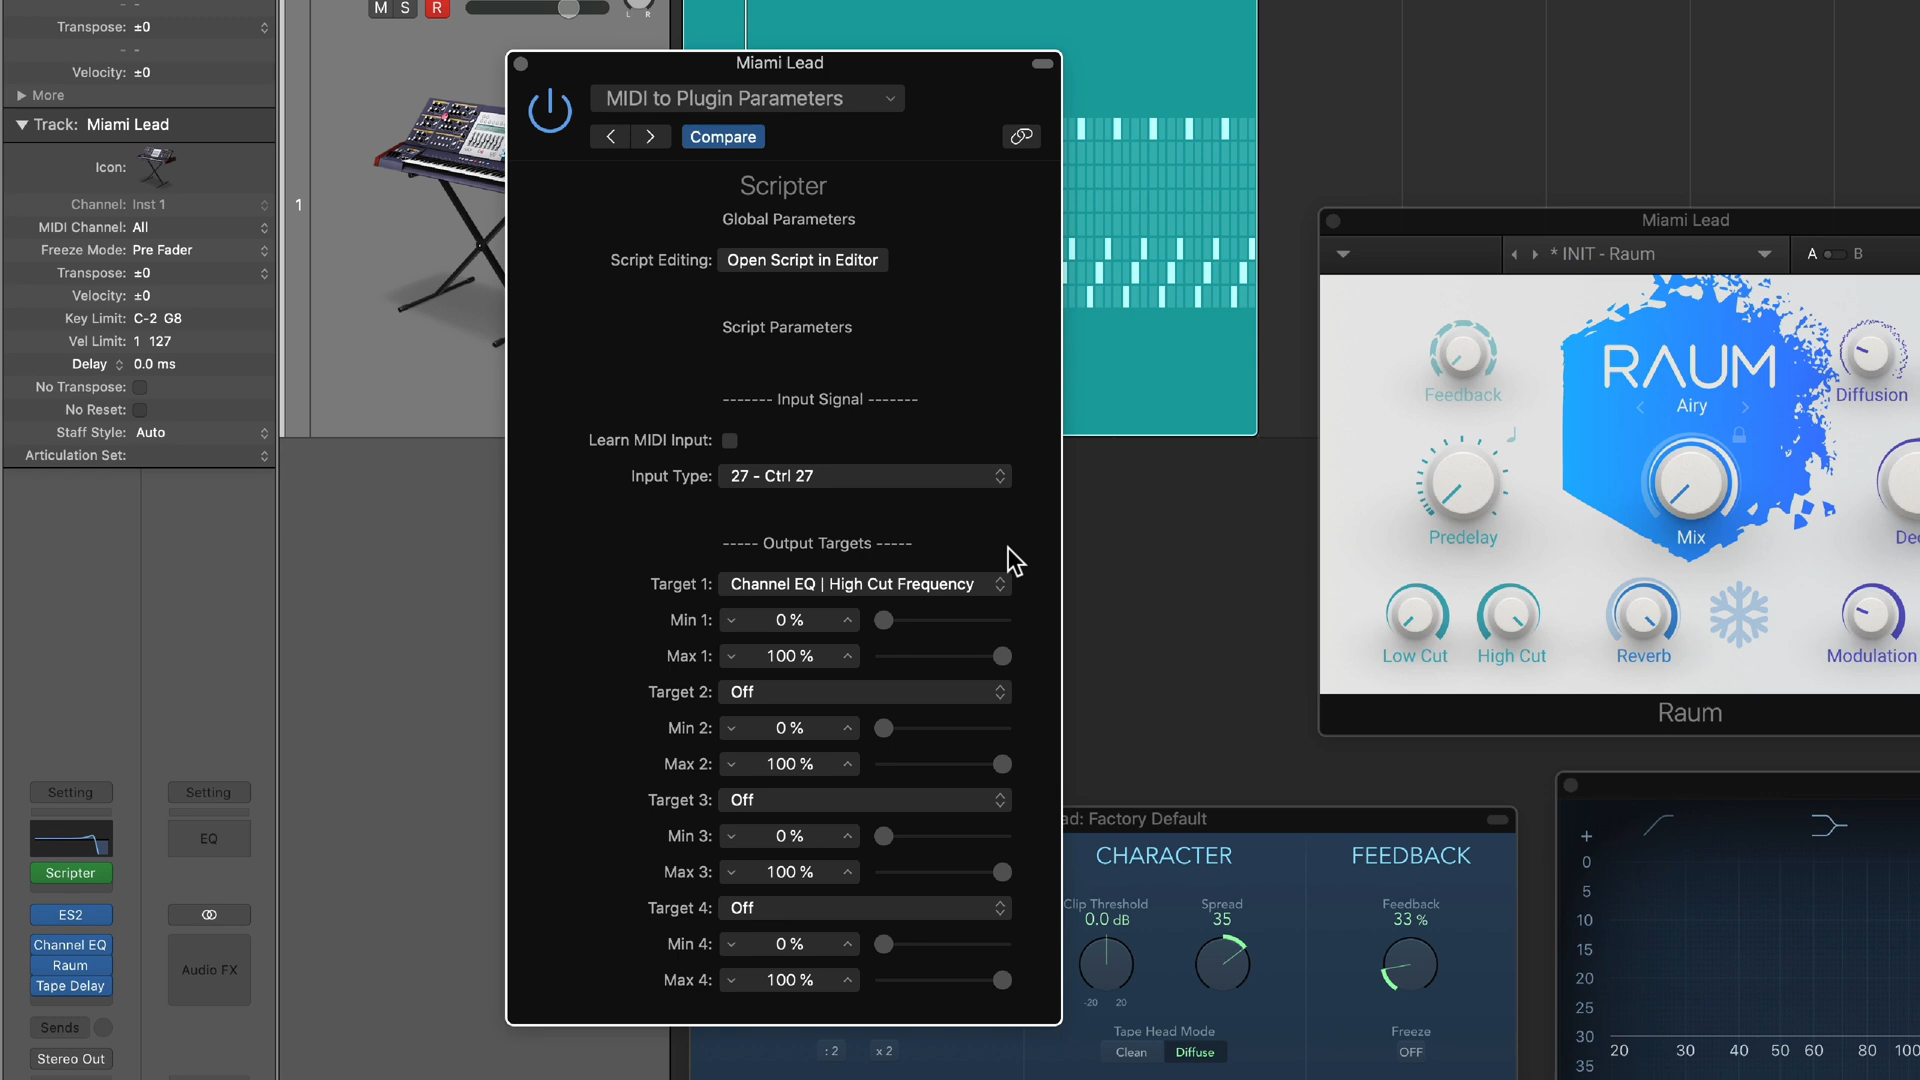 Transpose: ±0
Velocity: ±0
More
Track: Miami Lead
Icon:
Channel: Inst 1
MIDI Channel: All
Freeze Mode: Pre Fader
Transpose: ±0
Velocity: ±0
Key Limit: C-2 G8
Vel Limit: 1 127
Delay 0.0 ms
No Transpose:
No Reset:
Staff Style: Auto
Articulation Set:
Setting
Scripter
ES2
Channel EQ
Raum
Tape Delay
Sends
Stereo Out
Setting
EQ
Audio FX
M S R
L R
1
Miami Lead
MIDI to Plugin Parameters
Compare
Scripter
Global Parameters
Script Editing: Open Script in Editor
Script Parameters
------- Input Signal -------
Learn MIDI Input:
Input Type: 27 - Ctrl 27
----- Output Targets -----
Target 1: Channel EQ | High Cut Frequency
Min 1: 0 %
Max 1: 100 %
Target 2: Off
Min 2: 0 %
Max 2: 100 %
Target 3: Off
Min 3: 0 %
Max 3: 100 %
Target 4: Off
Min 4: 0 %
Max 4: 100 %
Miami Lead
* INIT - Raum
A B
RAUM
Airy
Feedback
Diffusion
Predelay
Mix
Low Cut
High Cut
Reverb
Modulation
Raum
ad: Factory Default
CHARACTER
FEEDBACK
Clip Threshold
0.0 dB
-20 20
Spread
35
Feedback
33 %
Tape Head Mode
Clean Diffuse
Freeze
OFF
: 2 x 2
+
0
5
10
15
20
25
30
35
20 30 40 50 60 80 100